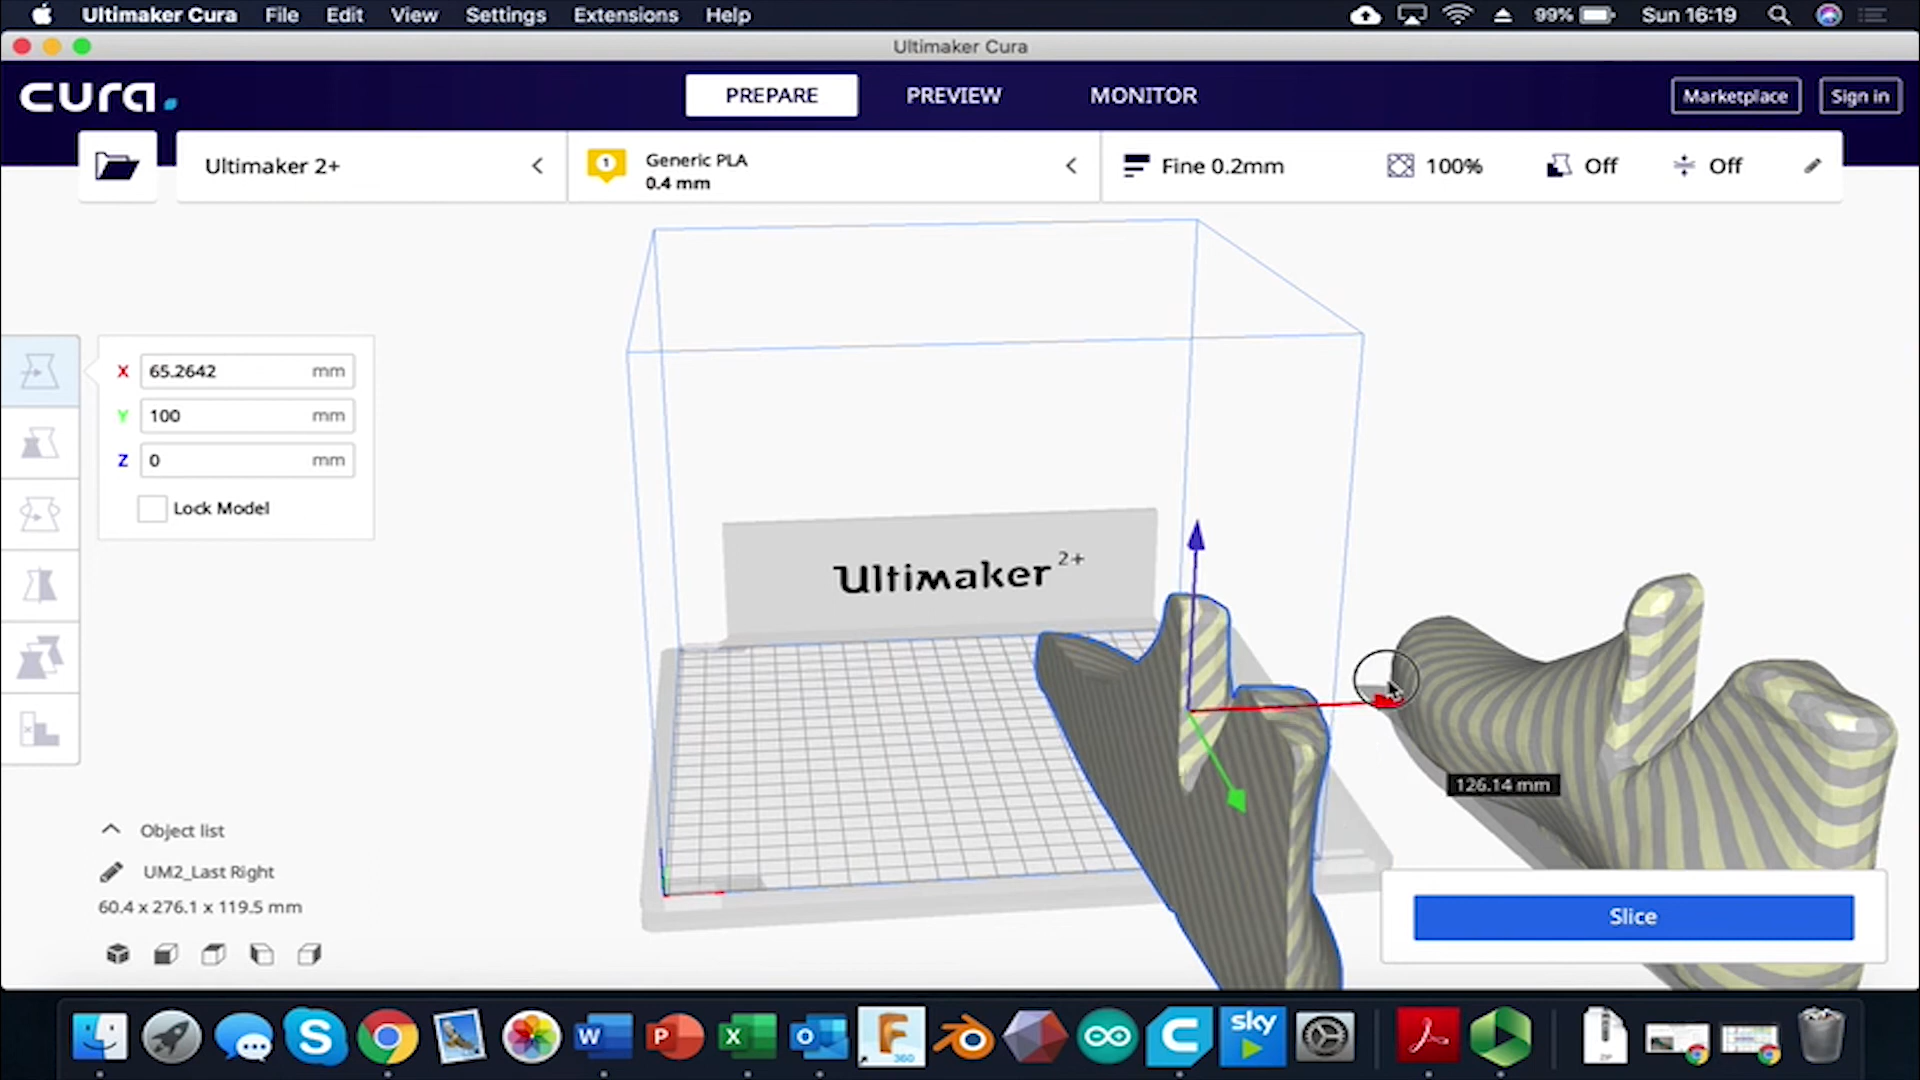 Ultimaker Cura File Edit View Settings Extensions Help 99% Sun 16:19
Ultimaker Cura
cura. PREPARE PREVIEW MONITOR Marketplace Sign in
Ultimaker 2+
1
Generic PLA
0.4 mm
Fine 0.2mm 100% Off Off
X 65.2642 mm
Y 100 mm
Z 0 mm
Lock Model
Ultimaker 2+
126.14 mm
Object list
UM2_Last Right
60.4 x 276.1 x 119.5 mm
Slice
S W P X O F 360 C sky ZIP